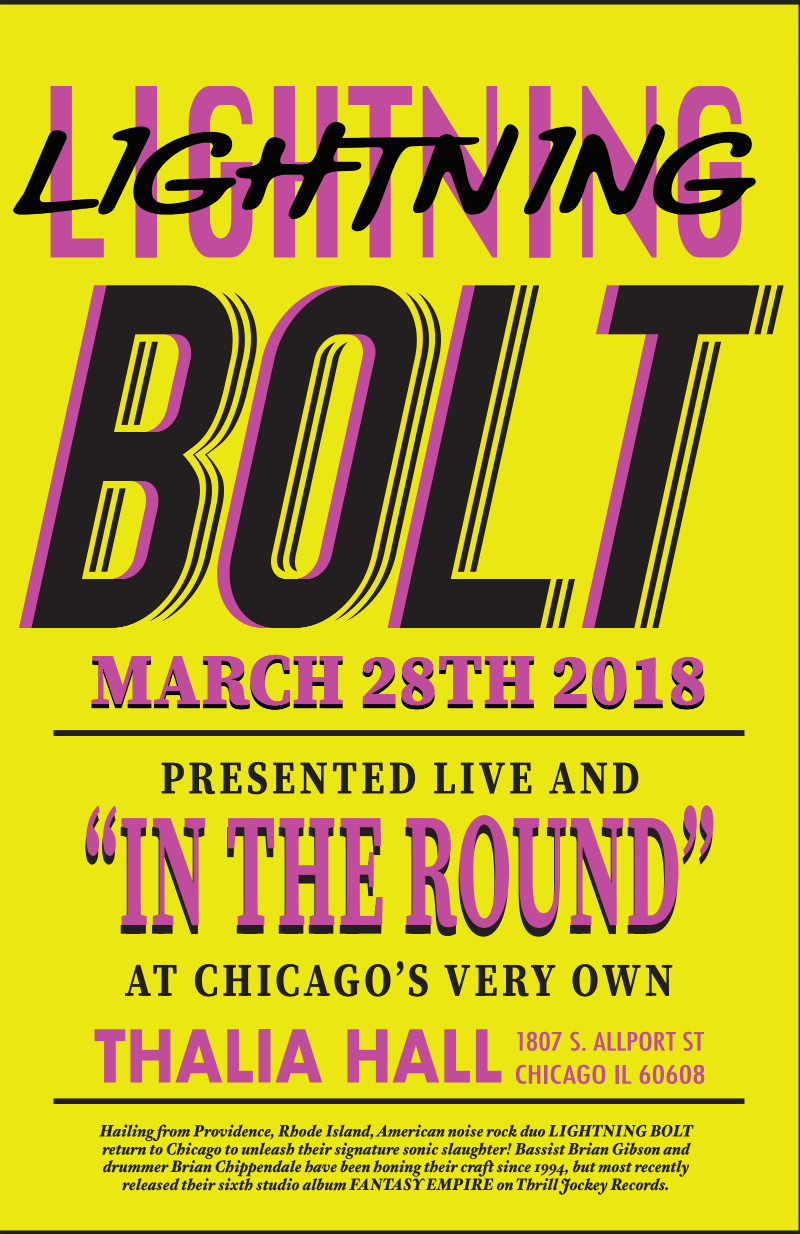 LIGHTNING
LIGHTNING
BOLT
MARCH 28TH 2018
PRESENTED LIVE AND
“IN THE ROUND”
AT CHICAGO’S VERY OWN
THALIA HALL
1807 S. ALLPORT ST
CHICAGO IL 60608
Hailing from Providence, Rhode Island, American noise rock duo LIGHTNING BOLT
return to Chicago to unleash their signature sonic slaughter! Bassist Brian Gibson and
drummer Brian Chippendale have been honing their craft since 1994, but most recently
released their sixth studio album FANTASY EMPIRE on Thrill Jockey Records.